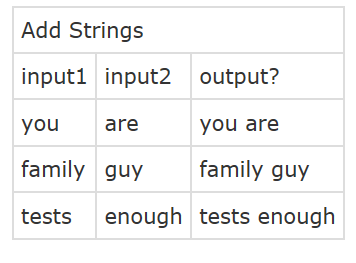 Add Strings
input1 input2 output?
you are you are
family guy family guy
tests enough tests enough